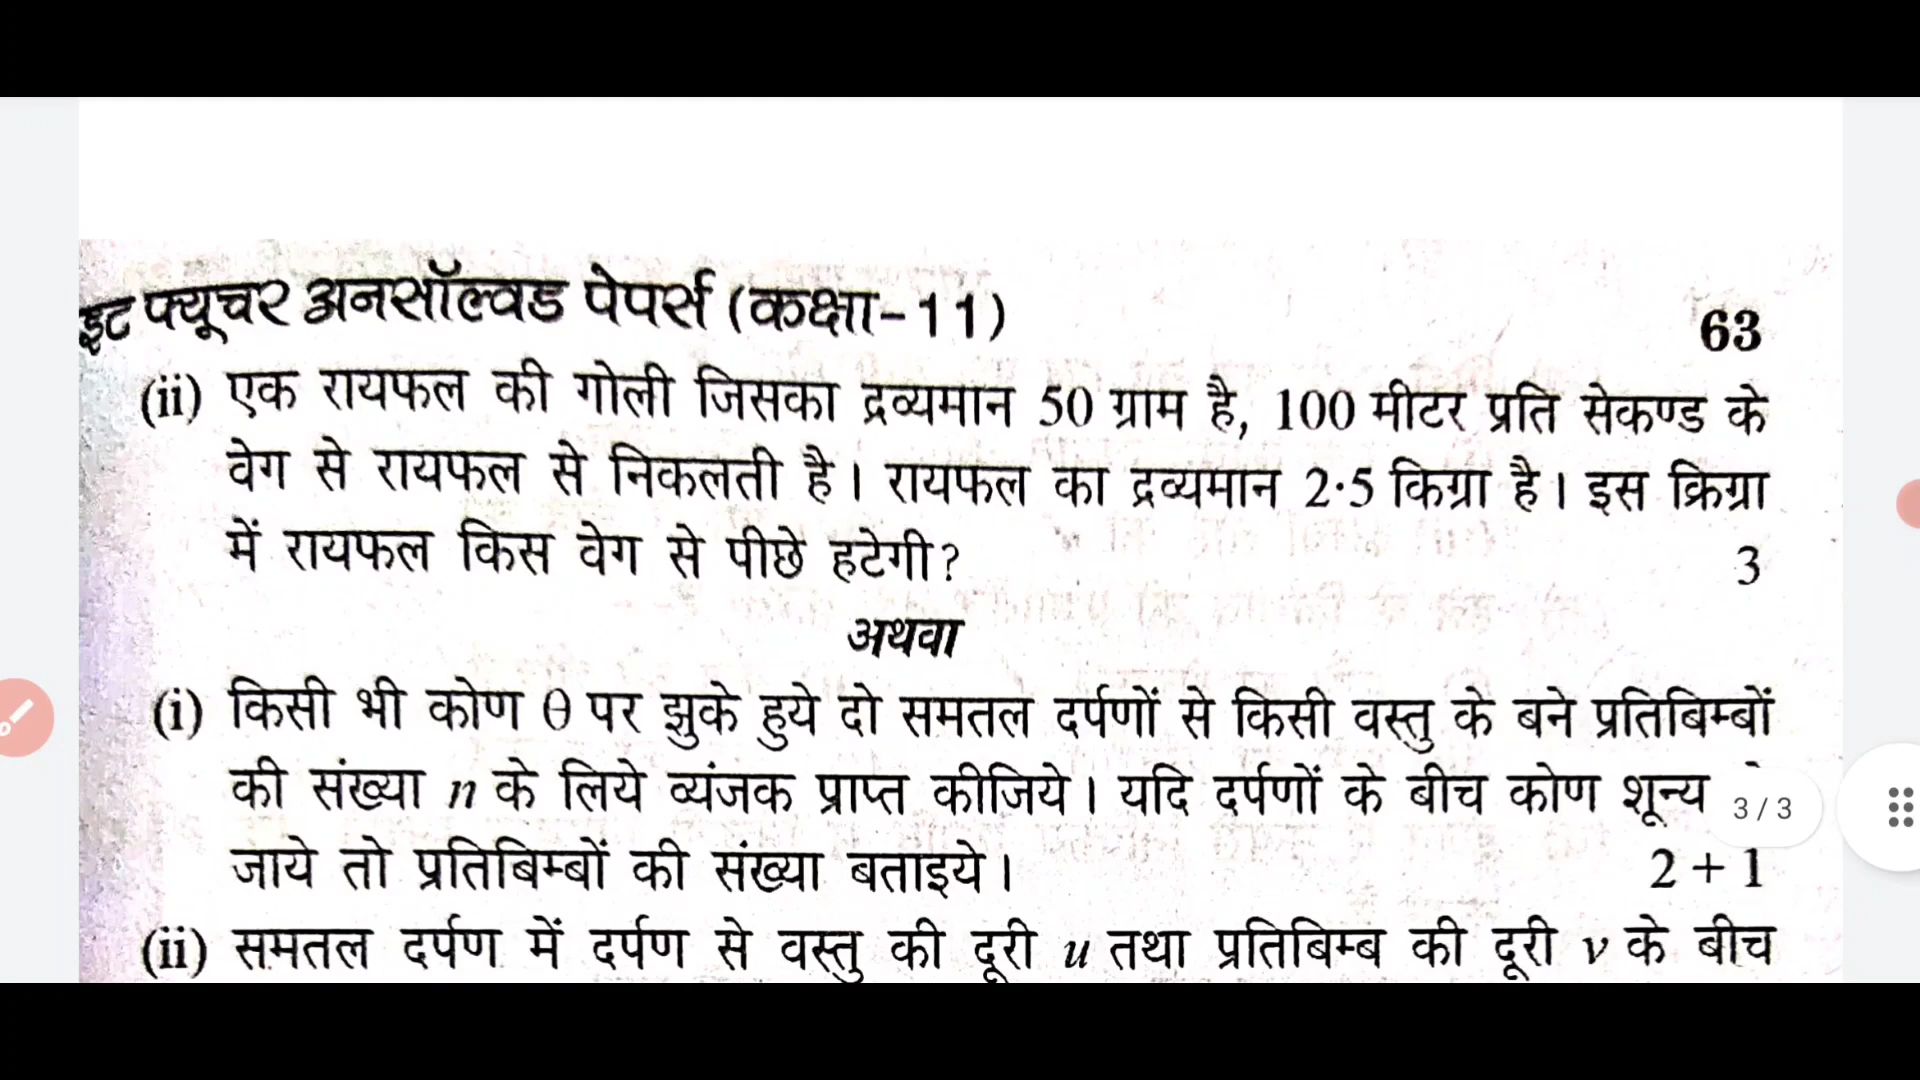 इट फ्यूचर अनसॉल्वड पेपर्स (कक्षा-11) 63
(ii) एक रायफल की गोली जिसका द्रव्यमान 50 ग्राम है, 100 मीटर प्रति सेकण्ड के
वेग से रायफल से निकलती है। रायफल का द्रव्यमान 2·5 किग्रा है। इस क्रिग्रा
में रायफल किस वेग से पीछे हटेगी? 3
अथवा
(i) किसी भी कोण θ पर झुके हुये दो समतल दर्पणों से किसी वस्तु के बने प्रतिबिम्बों
की संख्या n के लिये व्यंजक प्राप्त कीजिये। यदि दर्पणों के बीच कोण शून्य
3 / 3
जाये तो प्रतिबिम्बों की संख्या बताइये। 2 + 1
(ii) समतल दर्पण में दर्पण से वस्तु की दूरी u तथा प्रतिबिम्ब की दूरी v के बीच